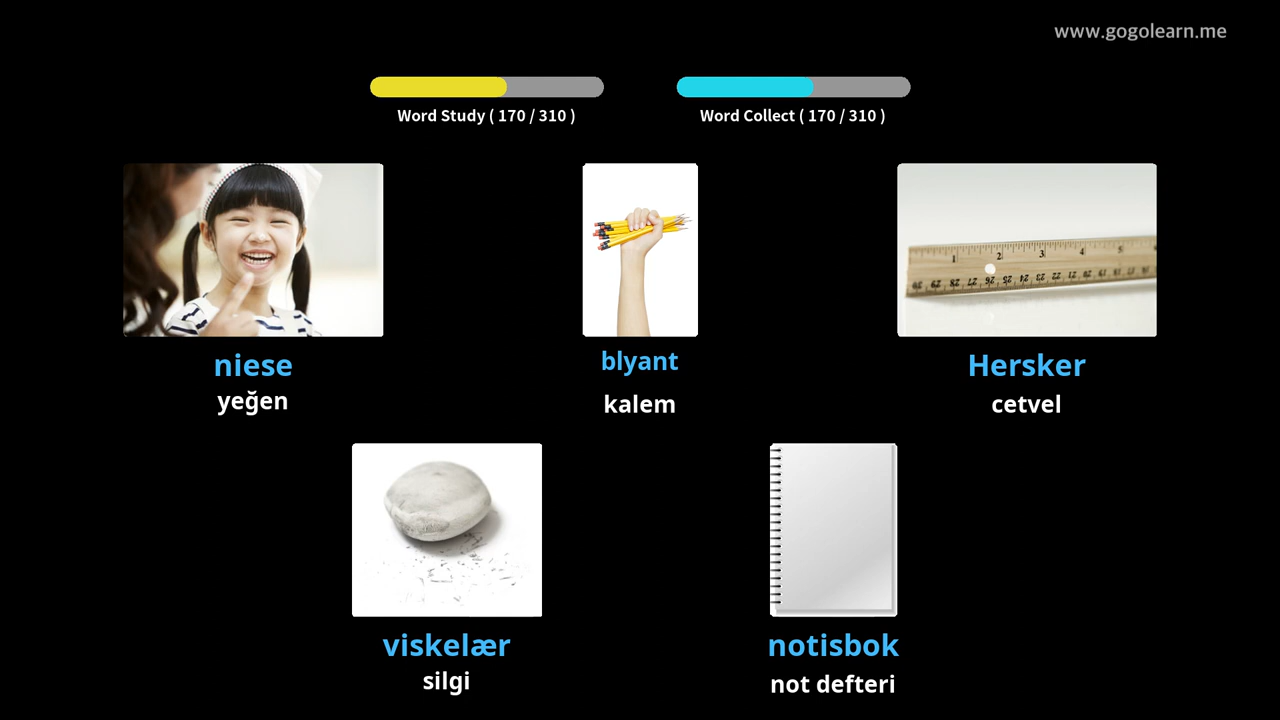 www.gogolearn.me
Word Study ( 170 / 310 )
Word Collect ( 170 / 310 )
niese
yeğen
blyant
kalem
Hersker
cetvel
viskelær
silgi
notisbok
not defteri